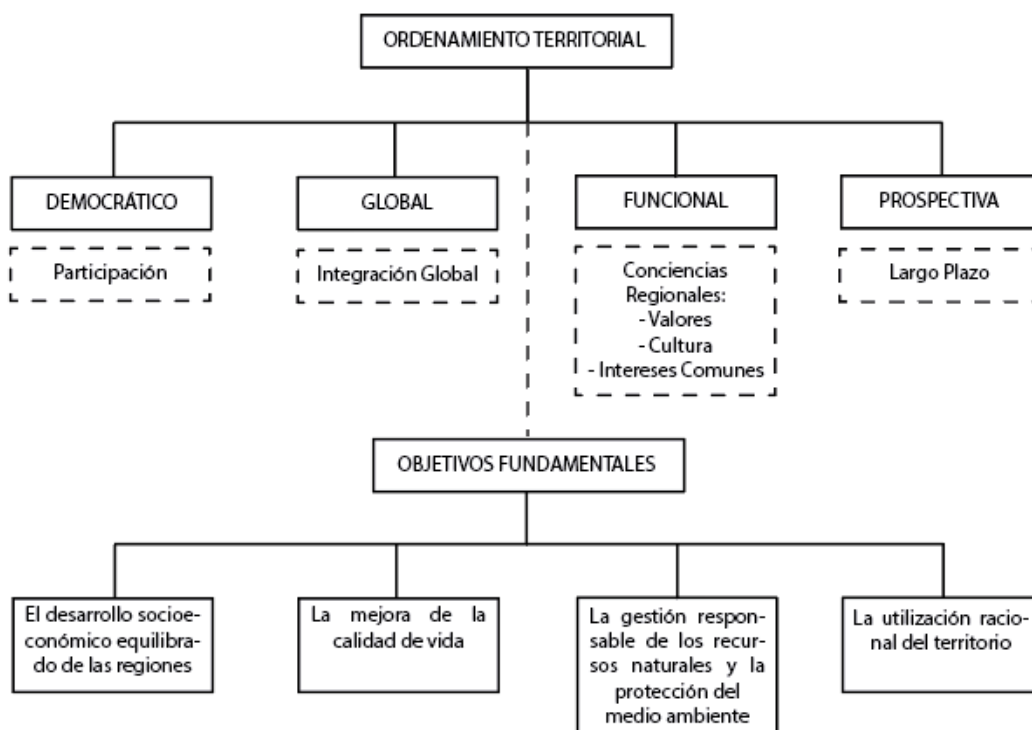 ORDENAMIENTO TERRITORIAL
DEMOCRÁTICO
GLOBAL
FUNCIONAL
PROSPECTIVA
Participación
Integración Global
Conciencias
Regionales:
- Valores
- Cultura
- Intereses Comunes
Largo Plazo
OBJETIVOS FUNDAMENTALES
El desarrollo socioe-
conómico equilibra-
do de las regiones
La mejora de la
calidad de vida
La gestión respon-
sable de los recur-
sos naturales y la
protección del
medio ambiente
La utilización racio-
nal del territorio